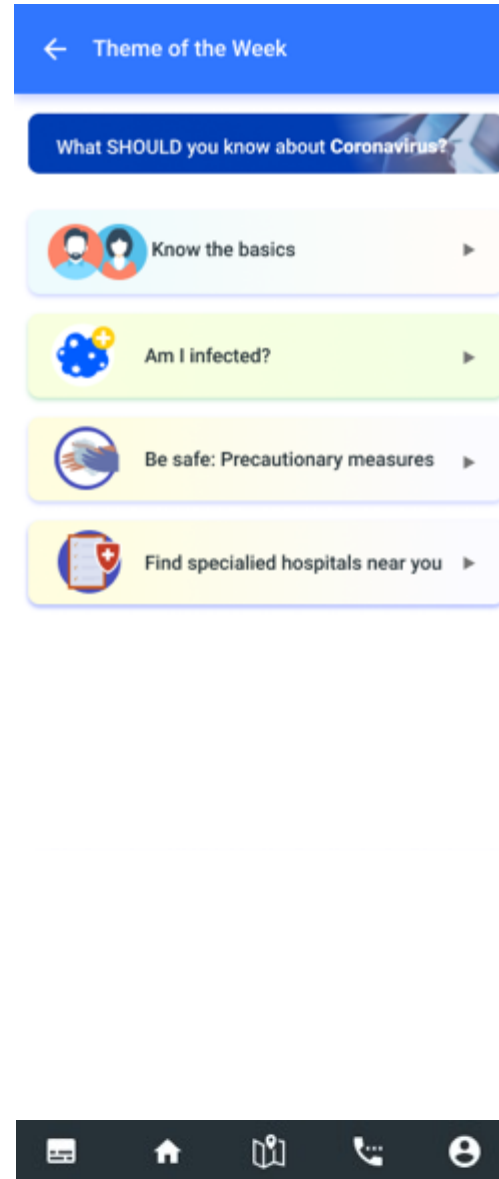 Theme of the Week
What SHOULD you know about Coronavirus?
Know the basics
Am I infected?
Be safe: Precautionary measures
Find specialied hospitals near you